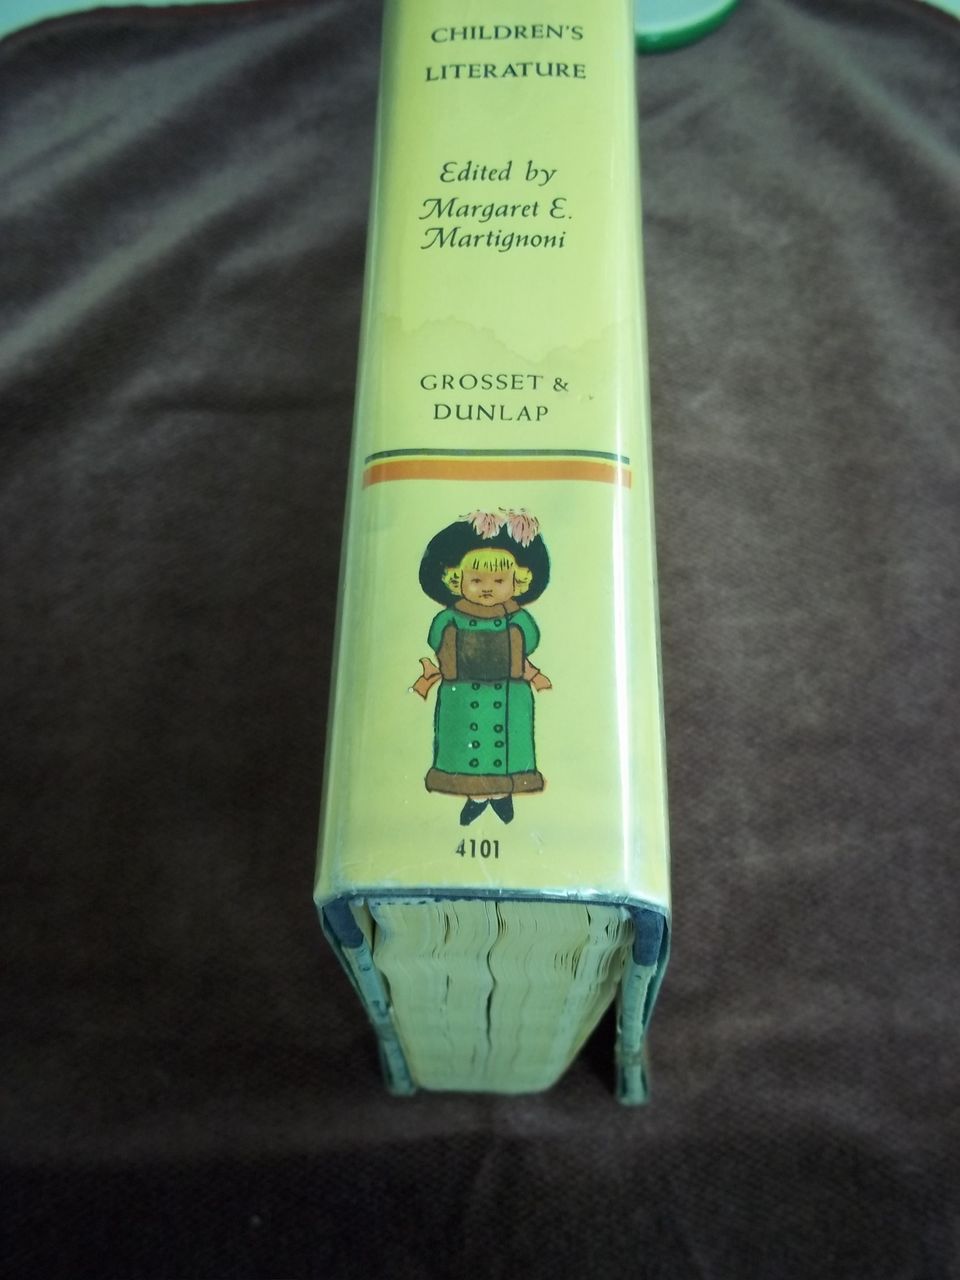 CHILDREN'S
LITERATURE
Edited by
Margaret E.
Martignoni
GROSSET &
DUNLAP
4101